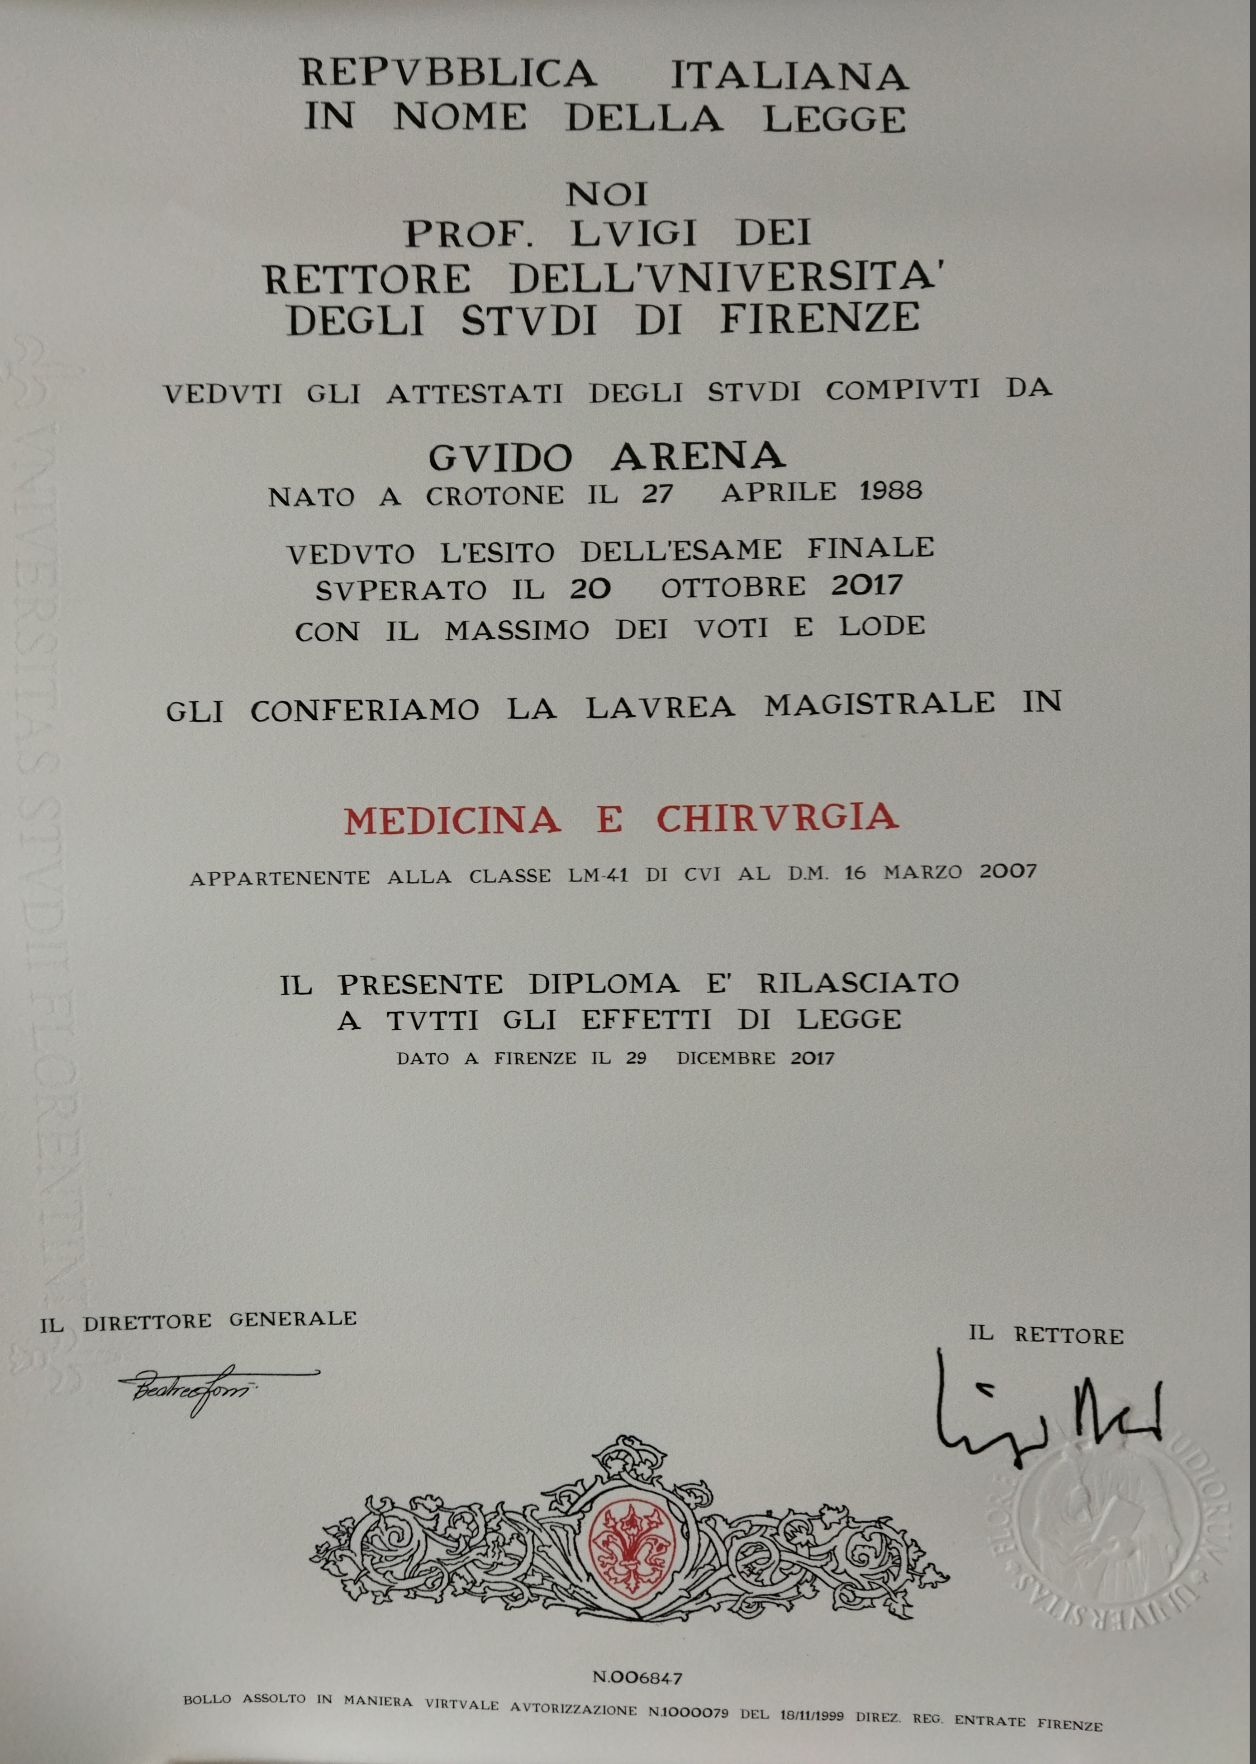 REPVBBLICA ITALIANA
IN NOME DELLA LEGGE
NOI
PROF. LVIGI DEI
RETTORE DELL'VNIVERSITA'
DEGLI STVDI DI FIRENZE
VEDVTI GLI ATTESTATI DEGLI STVDI COMPIVTI DA
GVIDO ARENA
NATO A CROTONE IL 27 APRILE 1988
VEDVTO L'ESITO DELL'ESAME FINALE
SVPERATO IL 20 OTTOBRE 2017
CON IL MASSIMO DEI VOTI E LODE
GLI CONFERIAMO LA LAVREA MAGISTRALE IN
MEDICINA E CHIRVRGIA
APPARTENENTE ALLA CLASSE LM-41 DI CVI AL D.M. 16 MARZO 2007
IL PRESENTE DIPLOMA E' RILASCIATO
A TVTTI GLI EFFETTI DI LEGGE
DATO A FIRENZE IL 29 DICEMBRE 2017
VNIVERSITAS STVDII FLORENTINI
IL DIRETTORE GENERALE
IL RETTORE
UNIVERSITAS
N.006847
BOLLO ASSOLTO IN MANIERA VIRTVALE AVTORIZZAZIONE N.1000079 DEL 18/11/1999 DIREZ. REG. ENTRATE FIRENZE